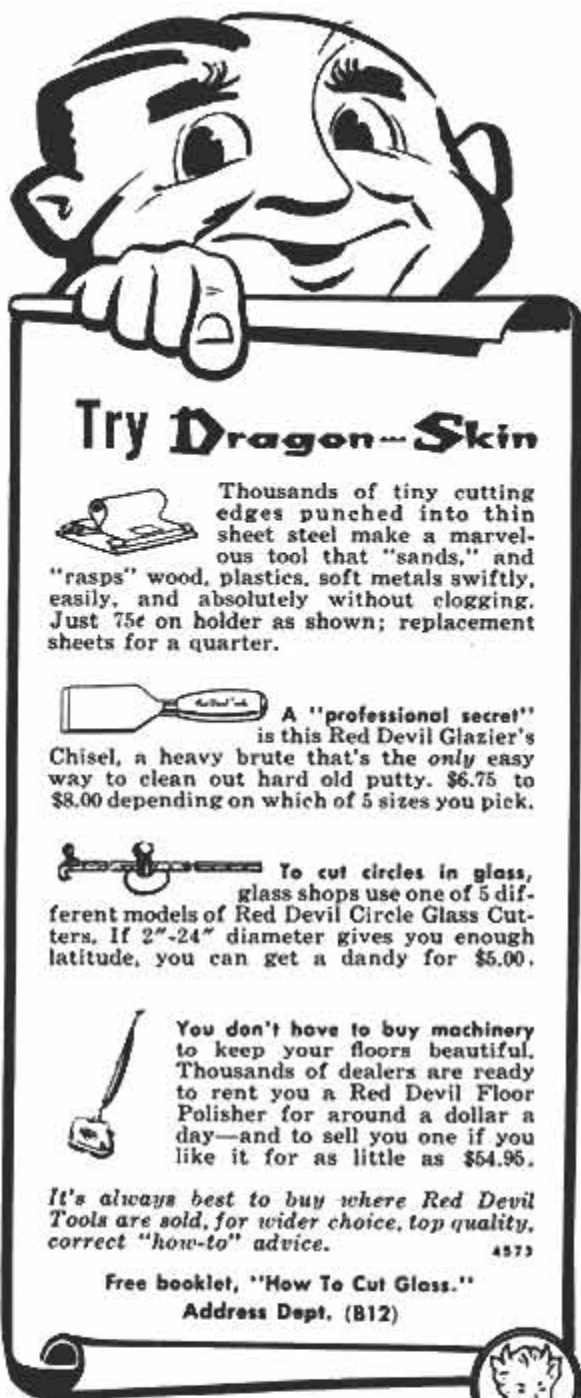 Try Dragon-Skin
Thousands of tiny cutting
edges punched into thin
sheet steel make a marvel-
ous tool that "sands," and
"rasps" wood, plastics, soft metals swiftly,
easily, and absolutely without clogging.
Just 75¢ on holder as shown; replacement
sheets for a quarter.
Red Devil
A "professional secret"
is this Red Devil Glazier's
Chisel, a heavy brute that's the only easy
way to clean out hard old putty. $6.75 to
$8.00 depending on which of 5 sizes you pick.
To cut circles in glass,
glass shops use one of 5 dif-
ferent models of Red Devil Circle Glass Cut-
ters. If 2"-24" diameter gives you enough
latitude, you can get a dandy for $5.00.
You don't have to buy machinery
to keep your floors beautiful.
Thousands of dealers are ready
to rent you a Red Devil Floor
Polisher for around a dollar a
day—and to sell you one if you
like it for as little as $54.95.
It's always best to buy where Red Devil
Tools are sold, for wider choice, top quality,
correct "how-to" advice.
4573
Free booklet, "How To Cut Glass."
Address Dept. (B12)